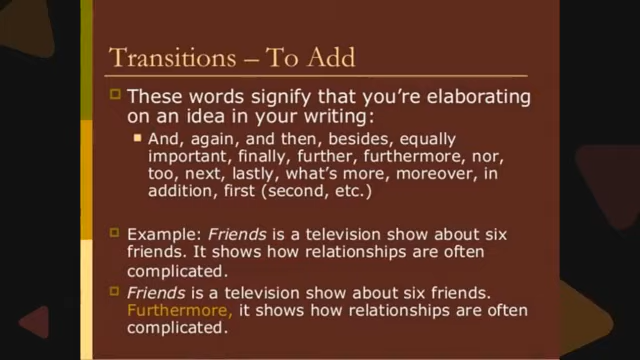 Transitions – To Add
These words signify that you’re elaborating
on an idea in your writing:
And, again, and then, besides, equally
important, finally, further, furthermore, nor,
too, next, lastly, what’s more, moreover, in
addition, first (second, etc.)
Example: Friends is a television show about six
friends. It shows how relationships are often
complicated.
Friends is a television show about six friends.
Furthermore, it shows how relationships are often
complicated.